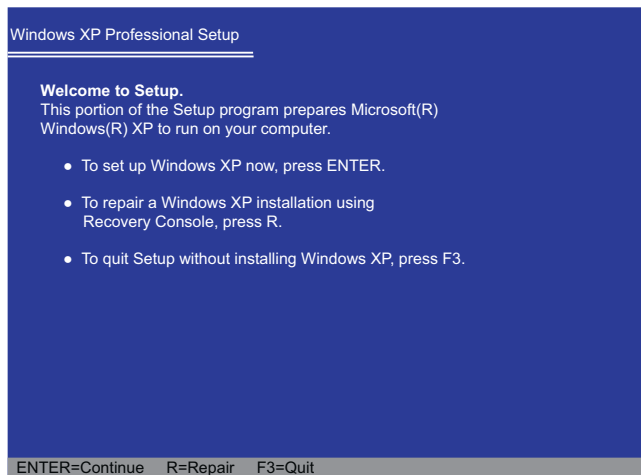 Windows XP Professional Setup
Welcome to Setup.
This portion of the Setup program prepares Microsoft(R)
Windows(R) XP to run on your computer.
● To set up Windows XP now, press ENTER.
● To repair a Windows XP installation using
Recovery Console, press R.
● To quit Setup without installing Windows XP, press F3.
ENTER=Continue R=Repair F3=Quit